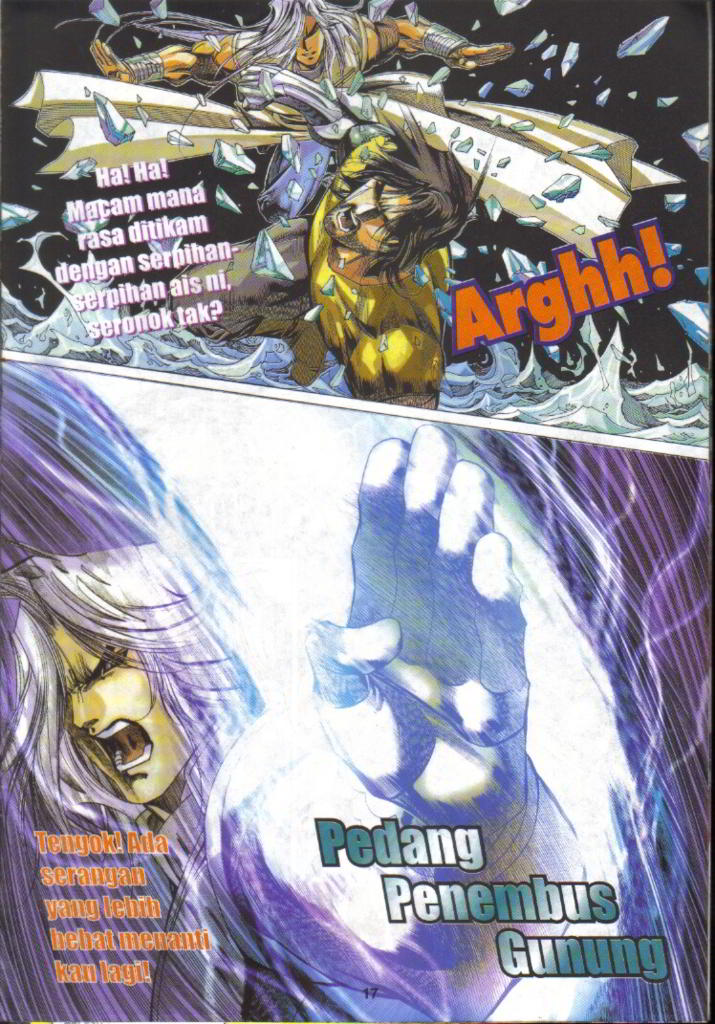 Ha! Ha!
Macam mana
rasa ditikam
dengan serpihan-
serpihan ais ni,
seronok tak?
Arghh!
Tengok! Ada
serangan
yang lebih
hebat menanti
kau lagi!
Pedang
Penembus
Gunung
17